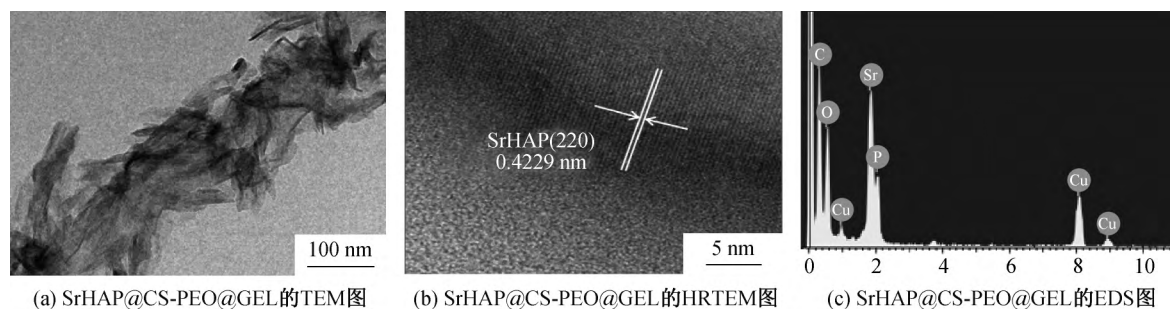 100 nm
(a) SrHAP@CS-PEO@GEL的TEM图
SrHAP(220)
0.4229 nm
5 nm
(b) SrHAP@CS-PEO@GEL的HRTEM图
C
O
Cu
Sr
P
Cu
Cu
0 2 4 6 8 10
(c) SrHAP@CS-PEO@GEL的EDS图